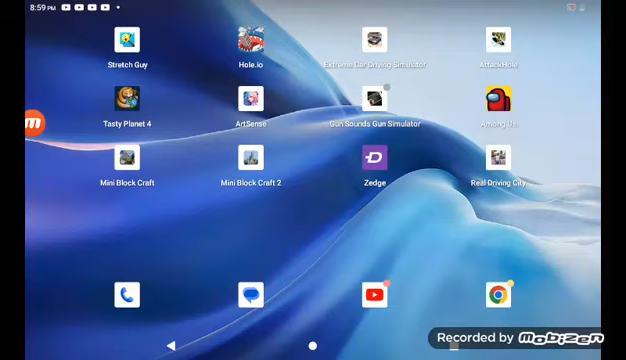 8:59 PM
Stretch Guy
Hole.io
Extreme Car Driving Simulator
AttackHole
Tasty Planet 4
ArtSense
Gun Sounds Gun Simulator
Among Us
Mini Block Craft
Mini Block Craft 2
Zedge
Real Driving City
Recorded by Mobizen